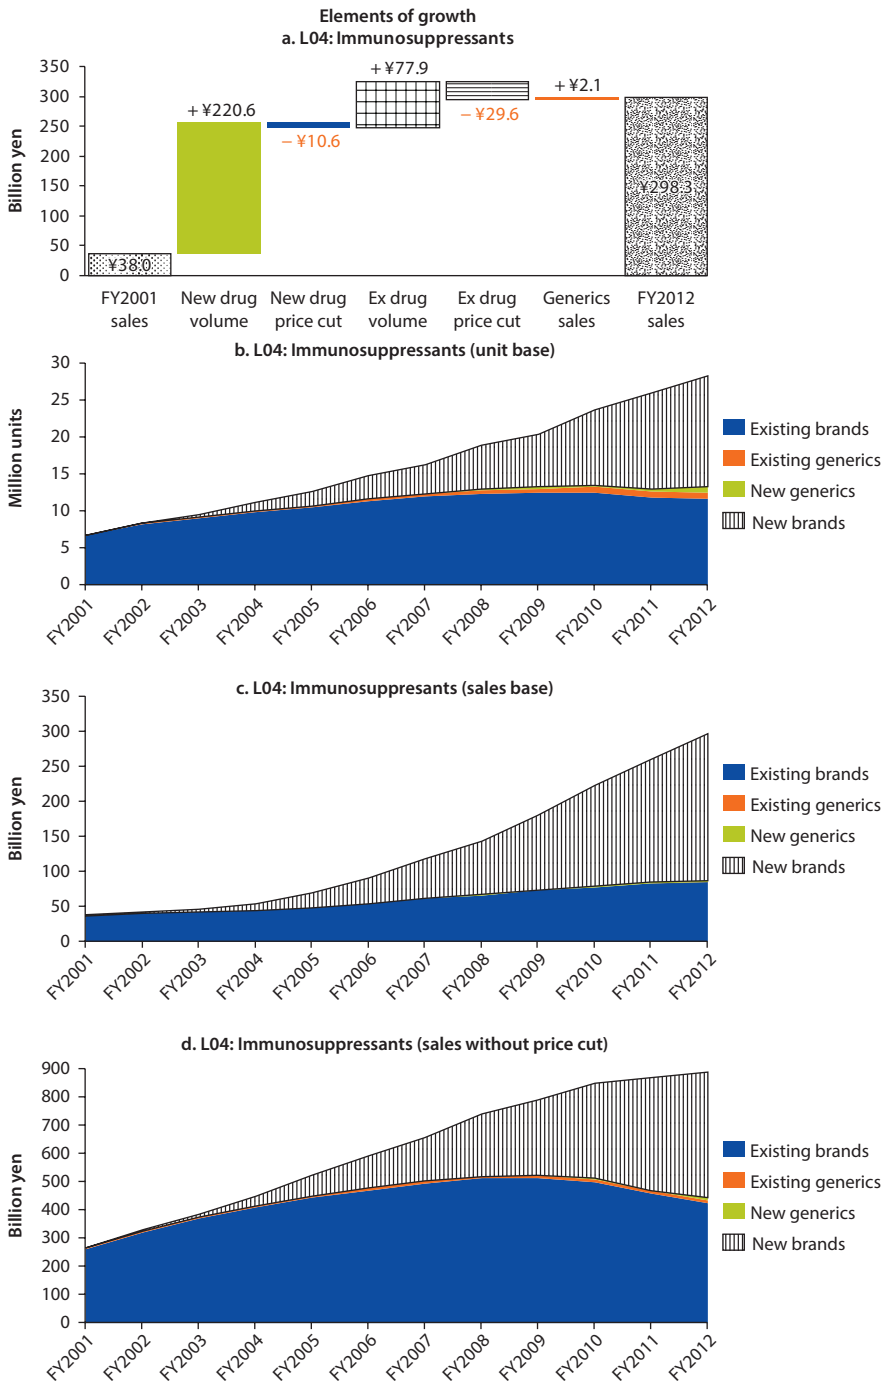 Elements of growth
a. L04: Immunosuppressants
Billion yen
350
300
250
200
150
100
50
0
¥38.0
+ ¥220.6
– ¥10.6
+ ¥77.9
– ¥29.6
+ ¥2.1
¥298.3
FY2001 sales
New drug volume
New drug price cut
Ex drug volume
Ex drug price cut
Generics sales
FY2012 sales
b. L04: Immunosuppressants (unit base)
Million units
30
25
20
15
10
5
0
FY2001
FY2002
FY2003
FY2004
FY2005
FY2006
FY2007
FY2008
FY2009
FY2010
FY2011
FY2012
Existing brands
Existing generics
New generics
New brands
c. L04: Immunosuppresants (sales base)
Billion yen
350
300
250
200
150
100
50
0
FY2001
FY2002
FY2003
FY2004
FY2005
FY2006
FY2007
FY2008
FY2009
FY2010
FY2011
FY2012
Existing brands
Existing generics
New generics
New brands
d. L04: Immunosuppressants (sales without price cut)
Billion yen
900
800
700
600
500
400
300
200
100
0
FY2001
FY2002
FY2003
FY2004
FY2005
FY2006
FY2007
FY2008
FY2009
FY2010
FY2011
FY2012
Existing brands
Existing generics
New generics
New brands